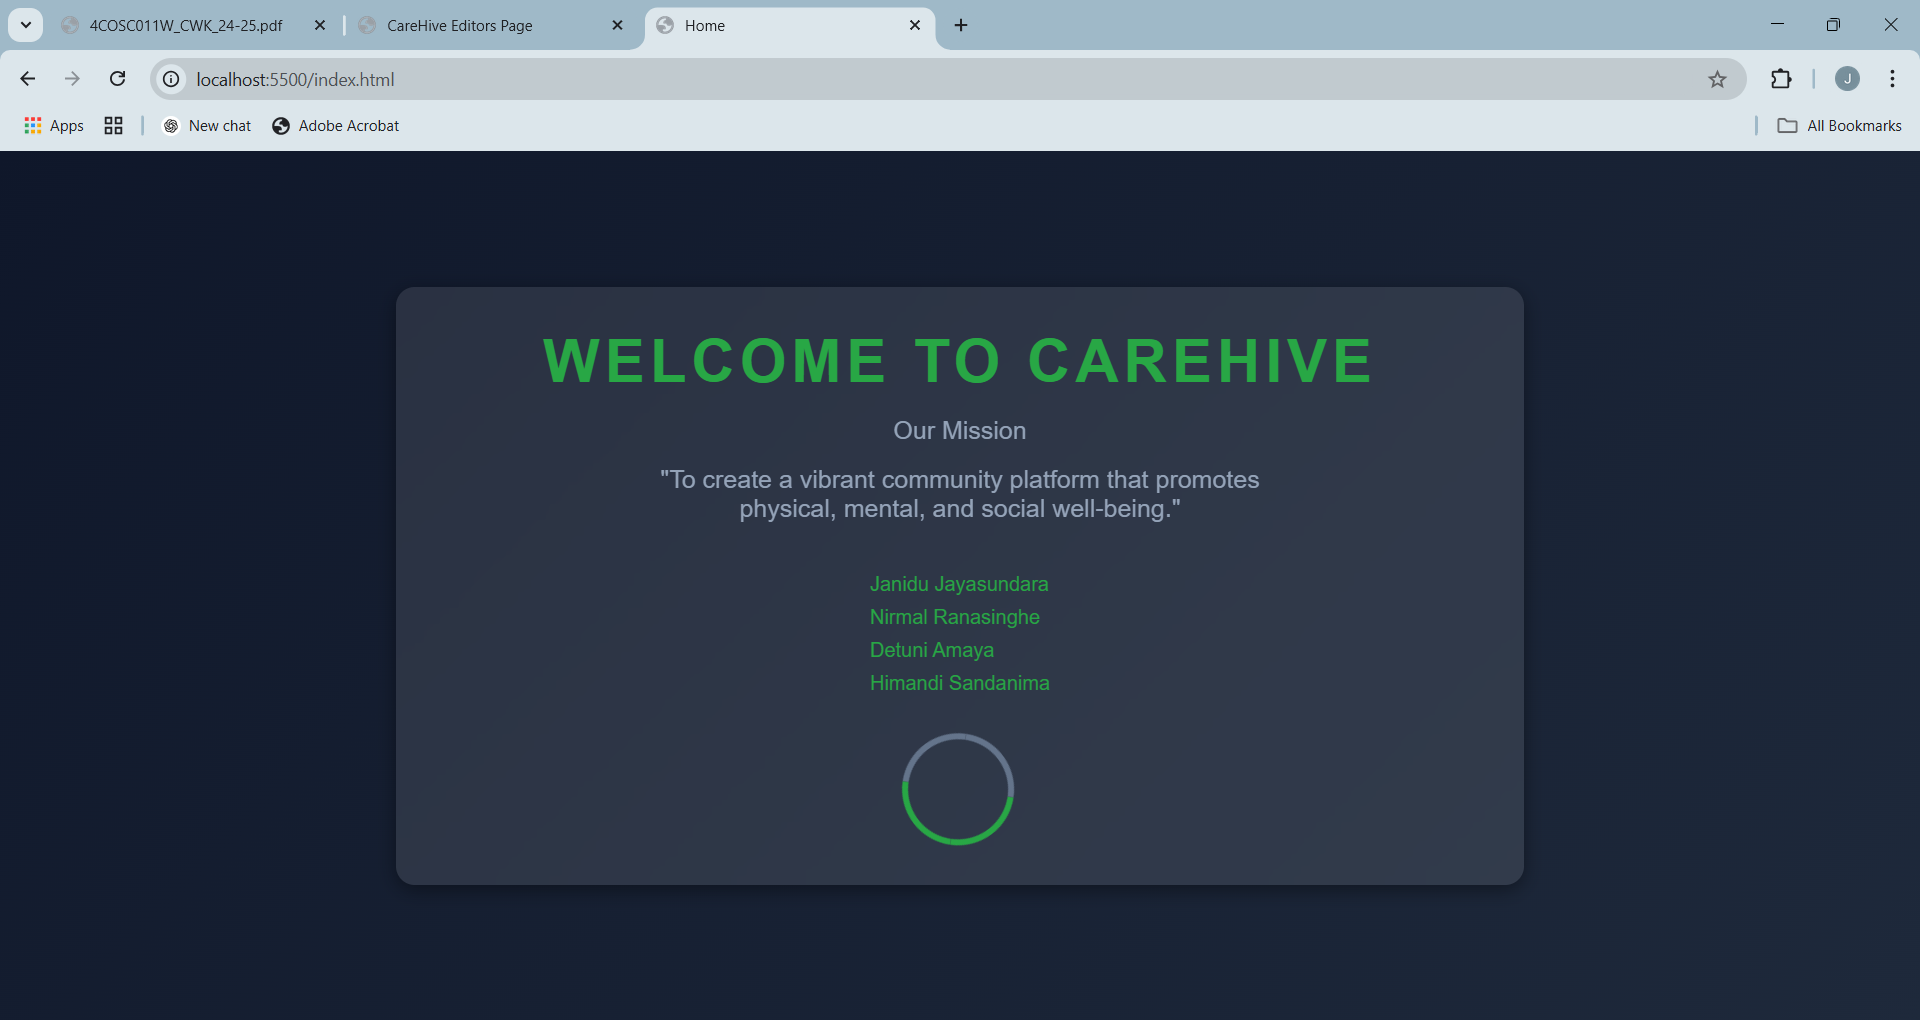 4COSC011W_CWK_24-25.pdf
CareHive Editors Page
Home
localhost:5500/index.html
J
Apps
New chat
Adobe Acrobat
All Bookmarks
WELCOME TO CAREHIVE
Our Mission
"To create a vibrant community platform that promotes
physical, mental, and social well-being."
Janidu Jayasundara
Nirmal Ranasinghe
Detuni Amaya
Himandi Sandanima